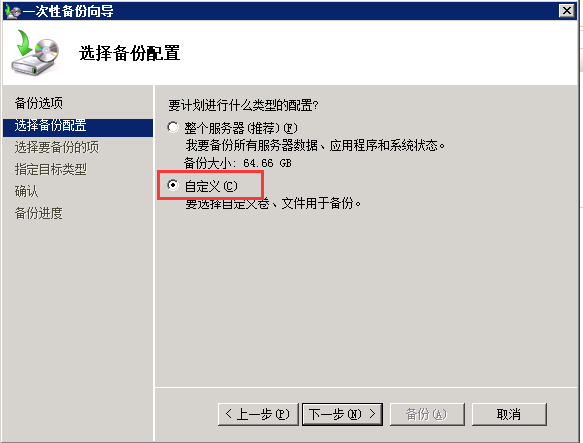 一次性备份向导
选择备份配置
备份选项
选择备份配置
选择要备份的项
指定目标类型
确认
备份进度
要计划进行什么类型的配置?
整个服务器(推荐)(F)
我要备份所有服务器数据、应用程序和系统状态。
备份大小: 64.66 GB
自定义(C)
要选择自定义卷、文件用于备份。
< 上一步(P)
下一步(N) >
备份(A)
取消